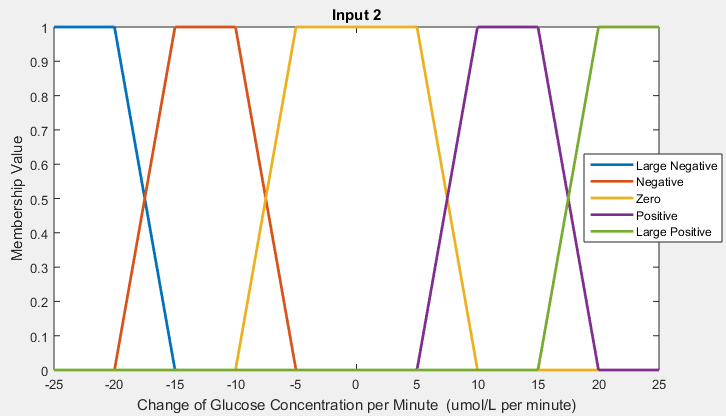 Input 2
1
0.9
0.8
0.7
0.6
0.5
0.4
0.3
0.2
0.1
0
Membership Value
Large Negative
Negative
Zero
Positive
Large Positive
-25 -20 -15 -10 -5 0 5 10 15 20 25
Change of Glucose Concentration per Minute (umol/L per minute)